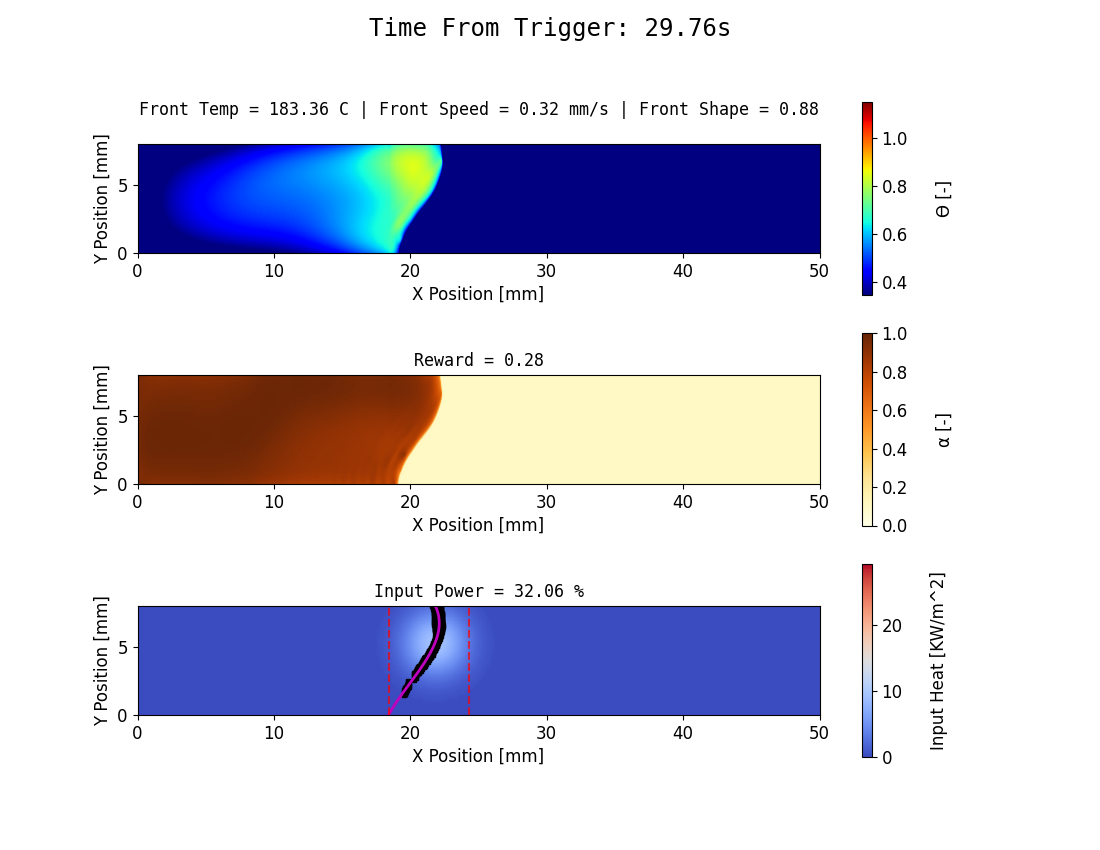 Time From Trigger: 29.76s
Front Temp = 183.36 C | Front Speed = 0.32 mm/s | Front Shape = 0.88
Y Position [mm]
5
0
0 10 20 30 40 50
X Position [mm]
1.0
0.8
0.6
0.4
Θ [-]
Reward = 0.28
Y Position [mm]
5
0
0 10 20 30 40 50
X Position [mm]
1.0
0.8
0.6
0.4
0.2
0.0
α [-]
Input Power = 32.06 %
Y Position [mm]
5
0
0 10 20 30 40 50
X Position [mm]
20
10
0
Input Heat [KW/m^2]